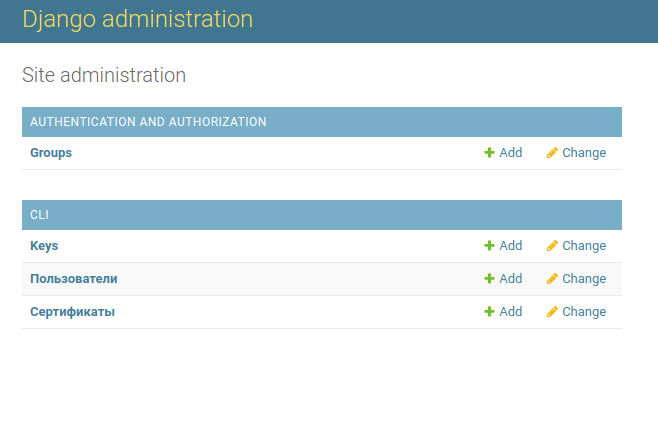 Django administration
Site administration
AUTHENTICATION AND AUTHORIZATION
Groups Add Change
CLI
Keys Add Change
Пользователи Add Change
Сертификаты Add Change